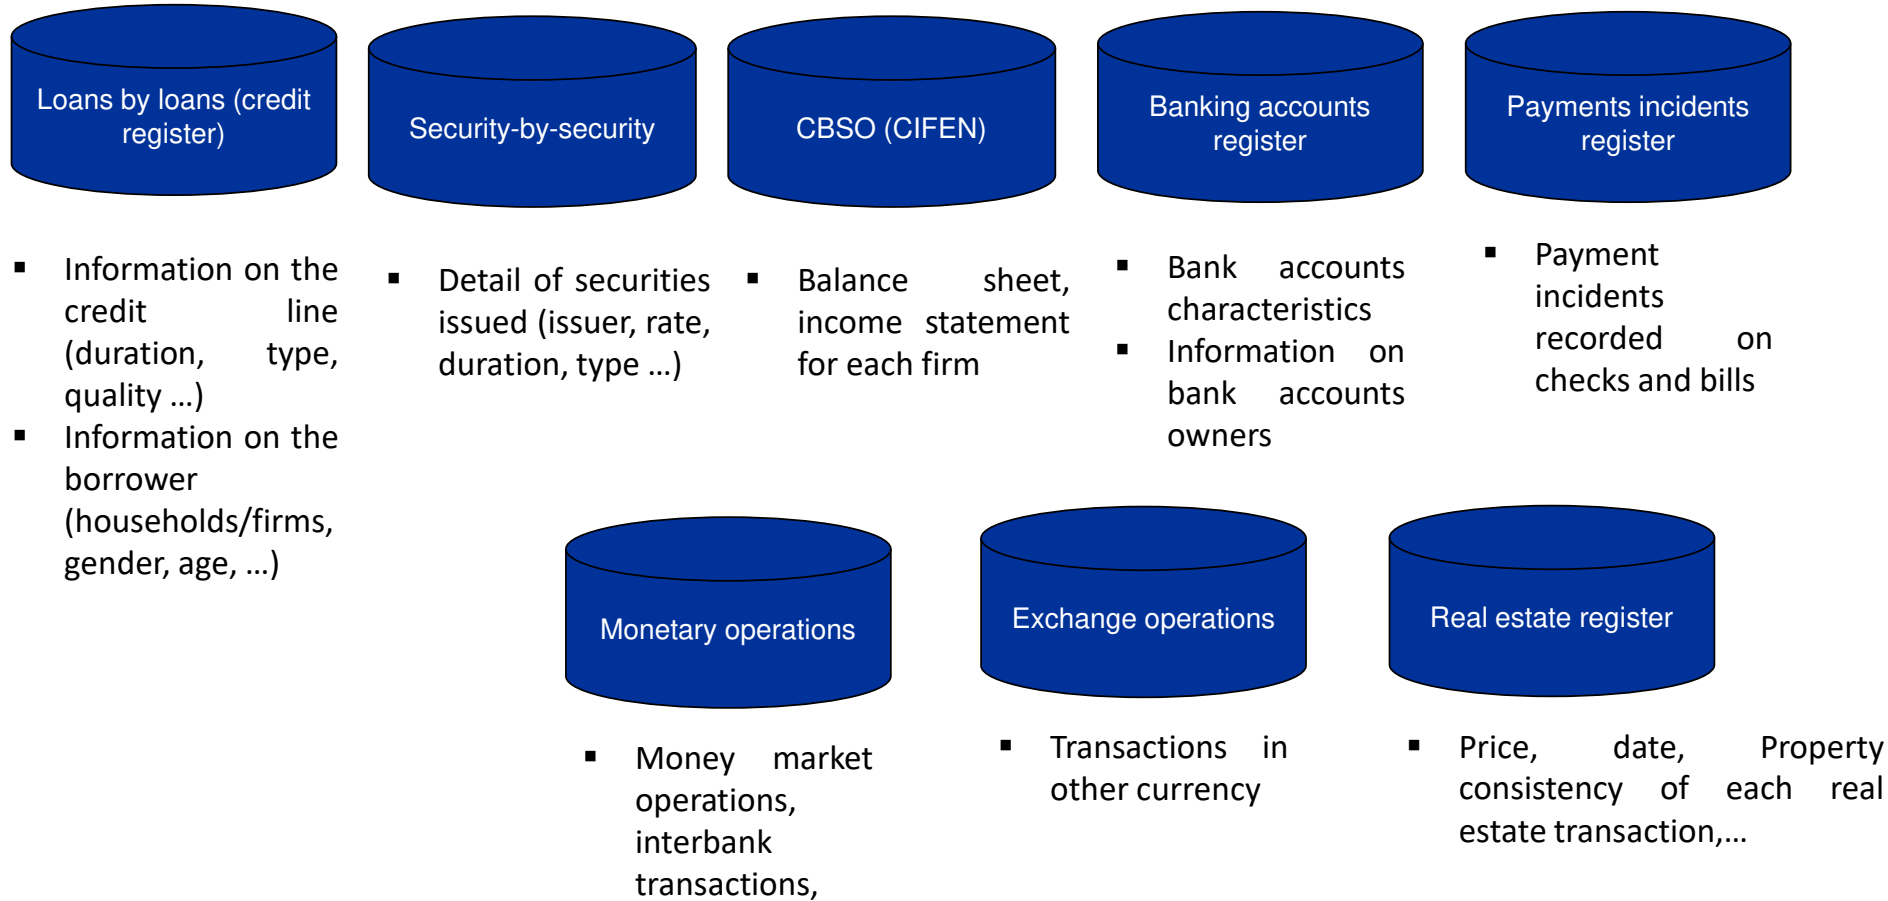 Loans by loans (credit
register)
Security-by-security
CBSO (CIFEN)
Banking accounts
register
Payments incidents
register
▪ Information on the
credit line
(duration, type,
quality ...)
▪ Information on the
borrower
(households/firms,
gender, age, ...)
▪ Detail of securities
issued (issuer, rate,
duration, type ...)
▪ Balance sheet,
income statement
for each firm
▪ Bank accounts
characteristics
▪ Information on
bank accounts
owners
▪ Payment
incidents
recorded on
checks and bills
Monetary operations
Exchange operations
Real estate register
▪ Money market
operations,
interbank
transactions,
▪ Transactions in
other currency
▪ Price, date, Property
consistency of each real
estate transaction,...